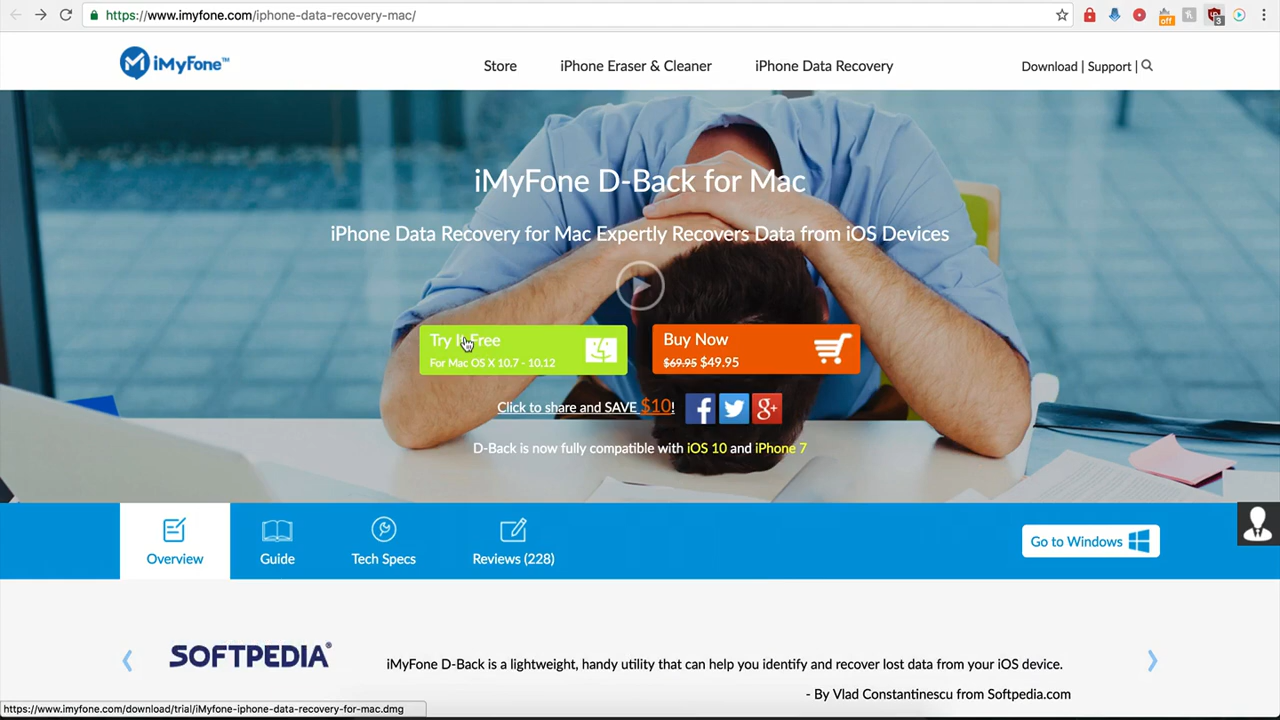 https://www.imyfone.com/iphone-data-recovery-mac/
off
3
iMyFone™
Store
iPhone Eraser & Cleaner
iPhone Data Recovery
Download | Support |
iMyFone D-Back for Mac
iPhone Data Recovery for Mac Expertly Recovers Data from iOS Devices
Try It Free
For Mac OS X 10.7 - 10.12
Buy Now
$69.95 $49.95
Click to share and SAVE $10!
f
g+
D-Back is now fully compatible with iOS 10 and iPhone 7
Overview
Guide
Tech Specs
Reviews (228)
Go to Windows
SOFTPEDIA®
iMyFone D-Back is a lightweight, handy utility that can help you identify and recover lost data from your iOS device.
- By Vlad Constantinescu from Softpedia.com
https://www.imyfone.com/download/trial/iMyfone-iphone-data-recovery-for-mac.dmg